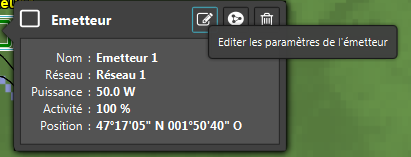 Emetteur
Editer les paramètres de l'émetteur
Nom : Emetteur 1
Réseau : Réseau 1
Puissance : 50.0 W
Activité : 100 %
Position : 47°17'05" N 001°50'40" O